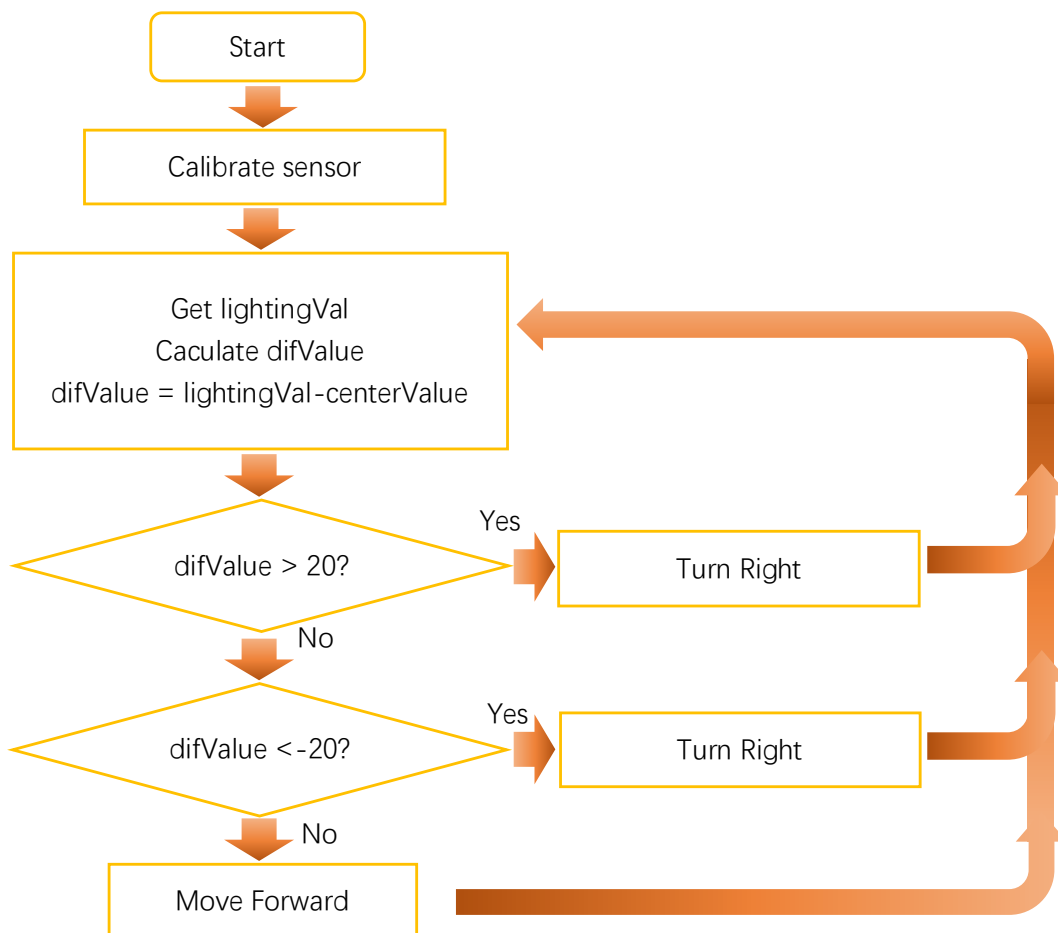 Start
Calibrate sensor
Get lightingVal
Caculate difValue
difValue = lightingVal-centerValue
difValue > 20?
Yes
Turn Right
No
difValue <-20?
Yes
Turn Right
No
Move Forward